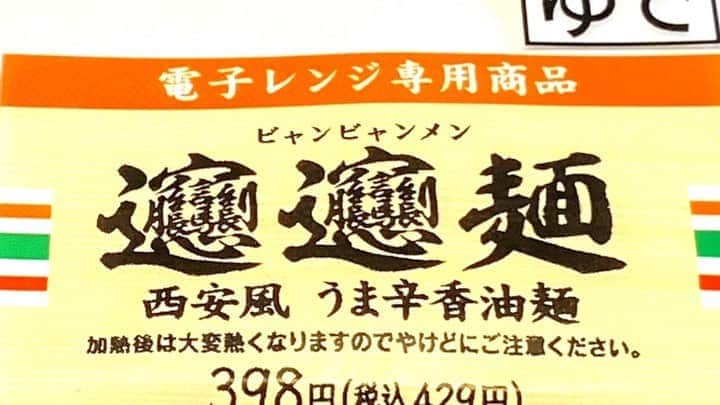 ゆで
電子レンジ専用商品
ビャンビャンメン
𰻞𰻞麺
西安風 うま辛香油麺
加熱後は大変熱くなりますのでやけどにご注意ください。
398円(税込429円)